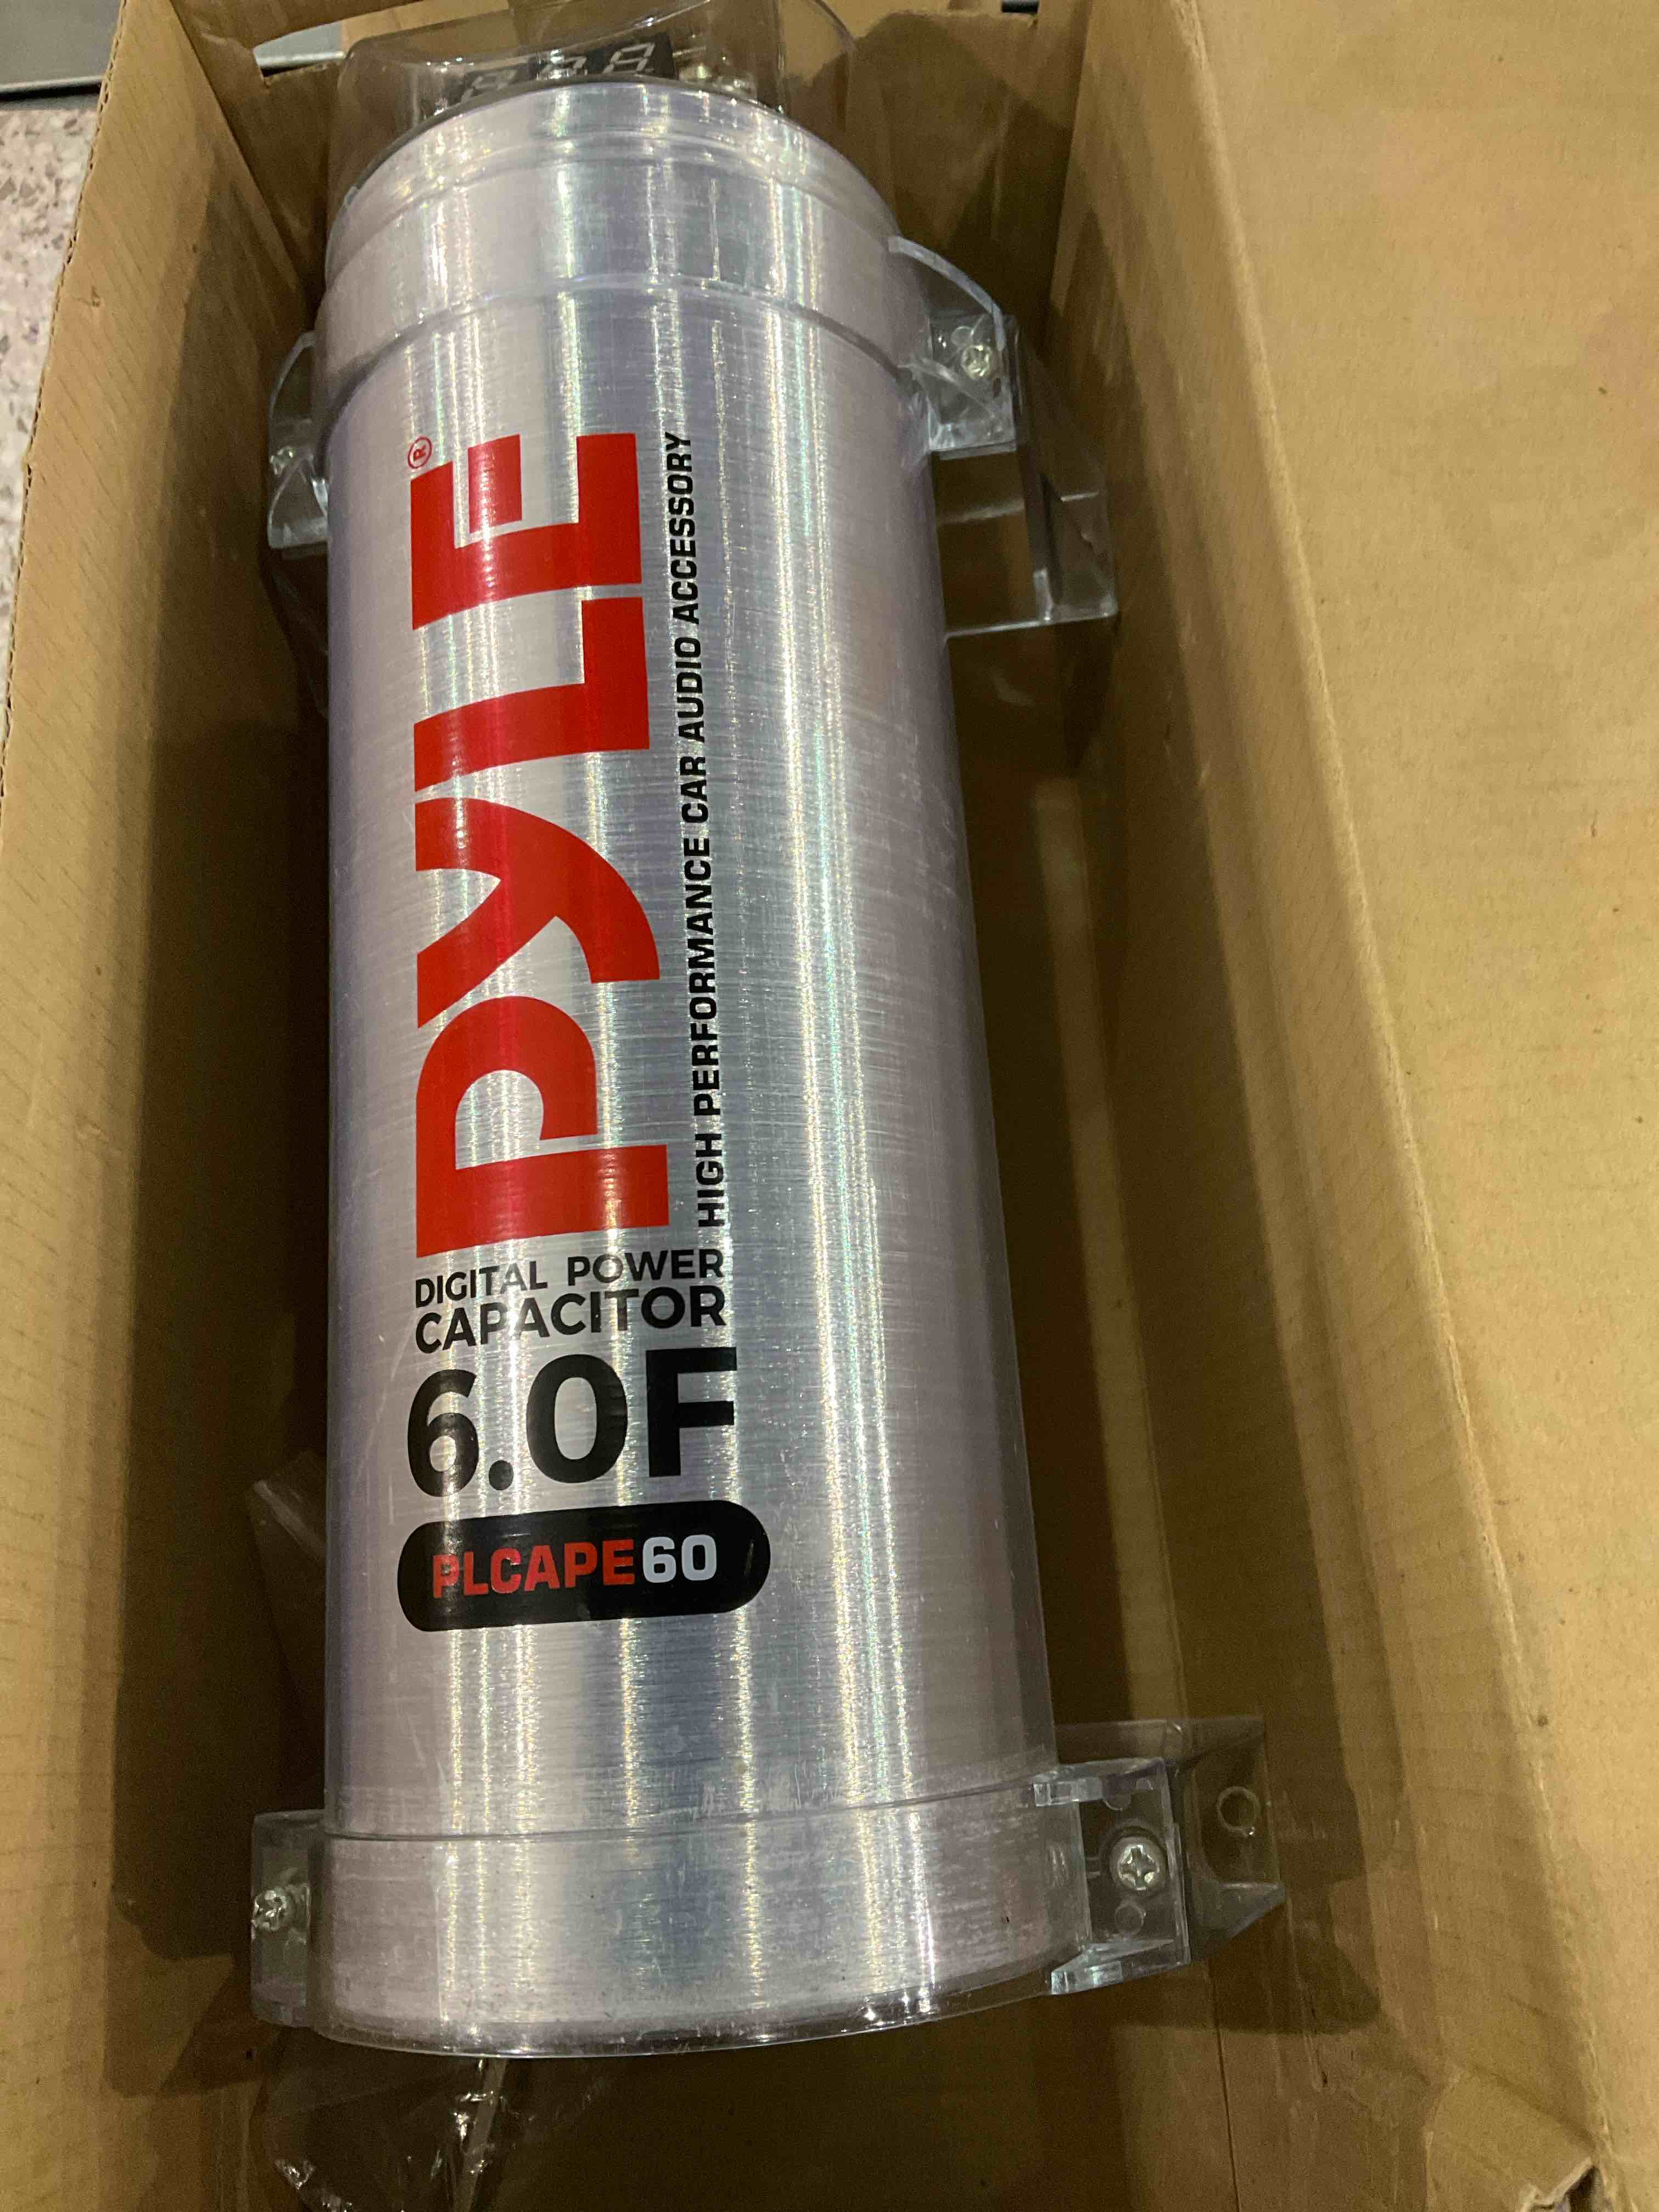 PYLE®
HIGH PERFORMANCE CAR AUDIO ACCESSORY
DIGITAL POWER
CAPACITOR
6.0F
PLCAPE60